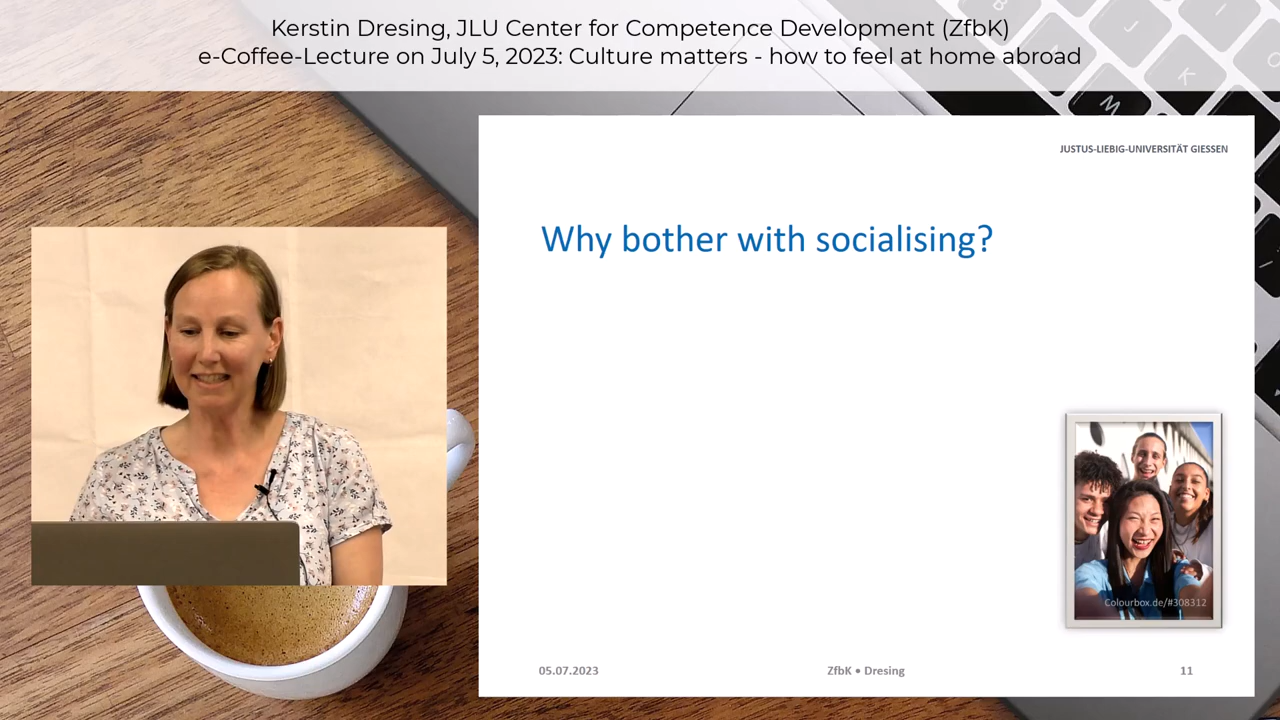 Kerstin Dresing, JLU Center for Competence Development (ZfbK)
e-Coffee-Lecture on July 5, 2023: Culture matters - how to feel at home abroad
B
J
I
K
O
M
JUSTUS-LIEBIG-UNIVERSITÄT GIESSEN
Why bother with socialising?
Colourbox.de/#308312
05.07.2023
ZfbK • Dresing
11